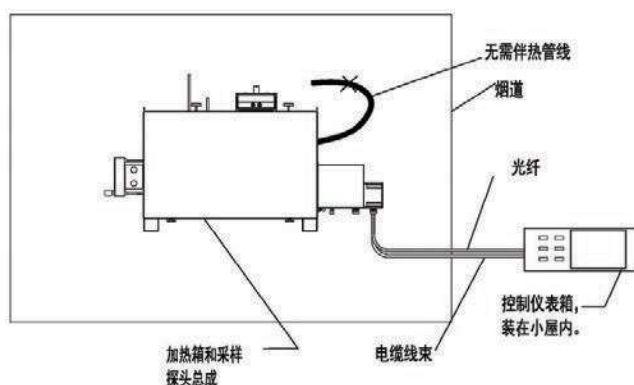 无需伴热管线
烟道
光纤
控制仪表箱，
装在小屋内。
加热箱和采样
探头总成
电缆线束